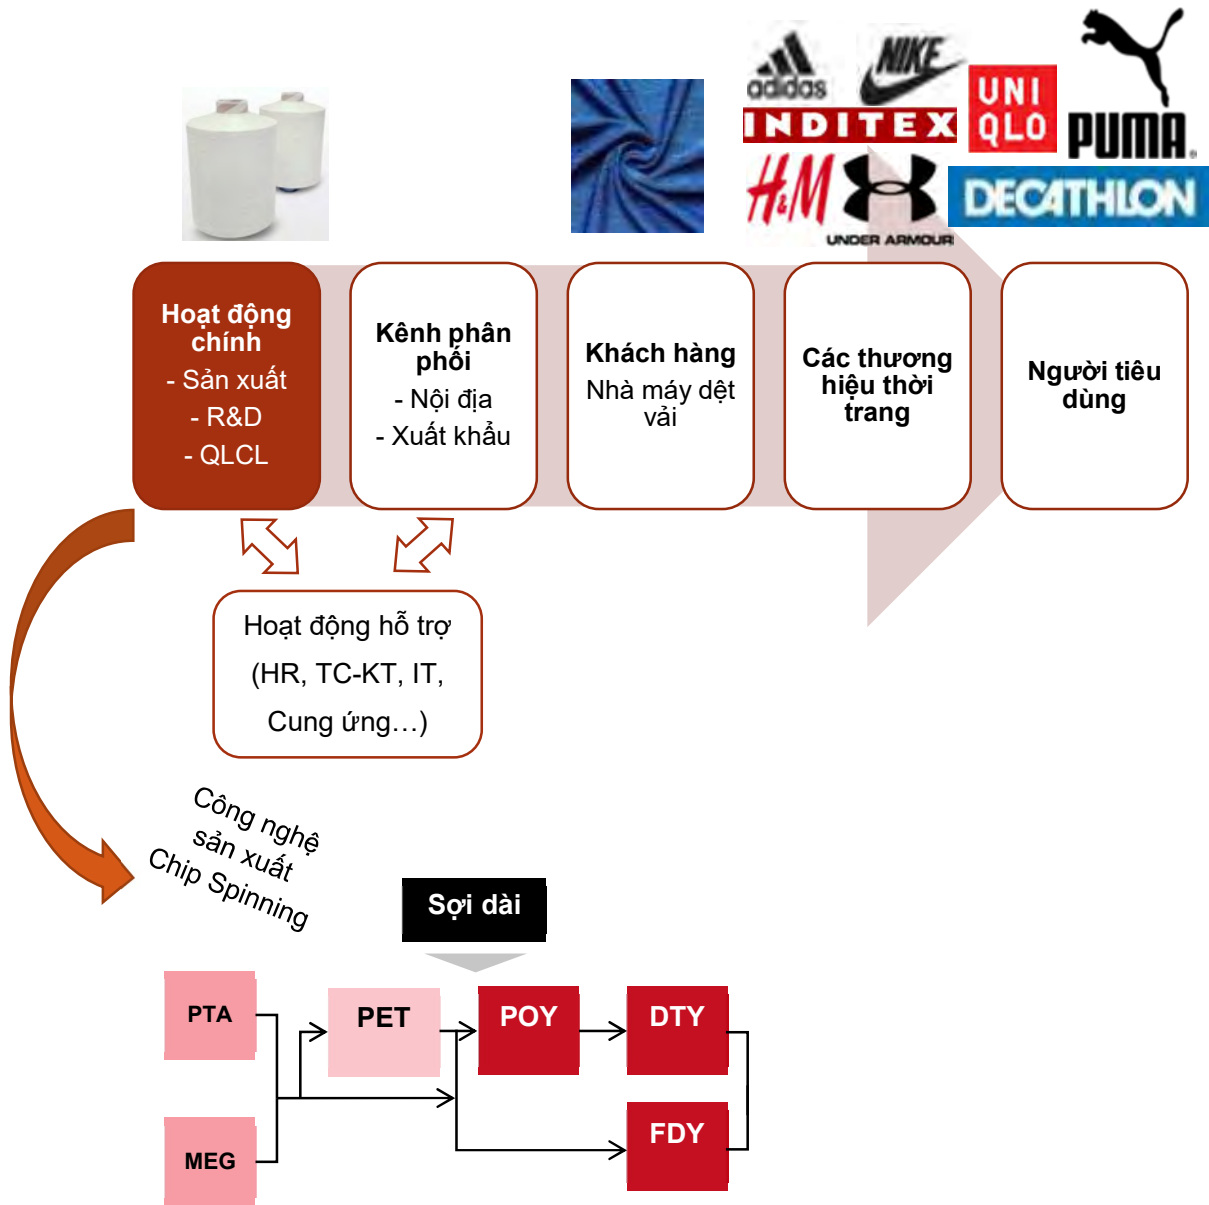 adidas
NIKE
INDITEX
UNI
QLO
PUMA.
H&M
UNDER ARMOUR
DECATHLON
Hoạt động
chính
- Sản xuất
- R&D
- QLCL
Kênh phân
phối
- Nội địa
- Xuất khẩu
Khách hàng
Nhà máy dệt
vải
Các thương
hiệu thời
trang
Người tiêu
dùng
Hoạt động hỗ trợ
(HR, TC-KT, IT,
Cung ứng…)
Công nghệ
sản xuất
Chip Spinning
Sợi dài
PTA
PET
POY
DTY
MEG
FDY